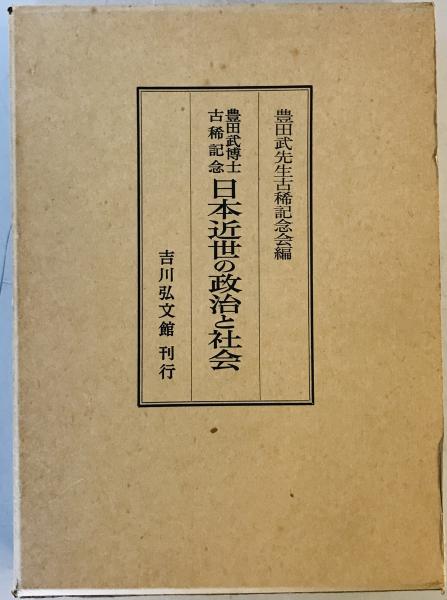 豊田武先生古稀記念会編
豊田武博士
古稀記念
日本近世の政治と社会
吉川弘文館 刊行